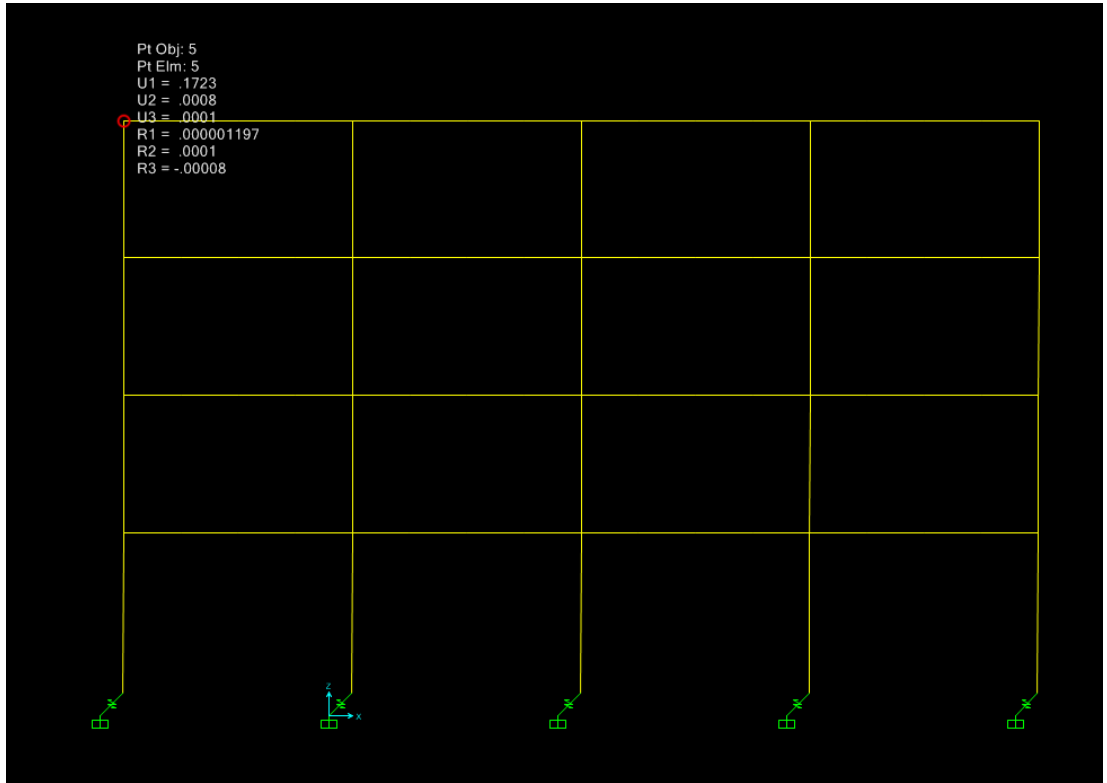 Pt Obj: 5
Pt Elm: 5
U1 = .1723
U2 = .0008
U3 = .0001
R1 = .000001197
R2 = .0001
R3 = -.00008
Z
X